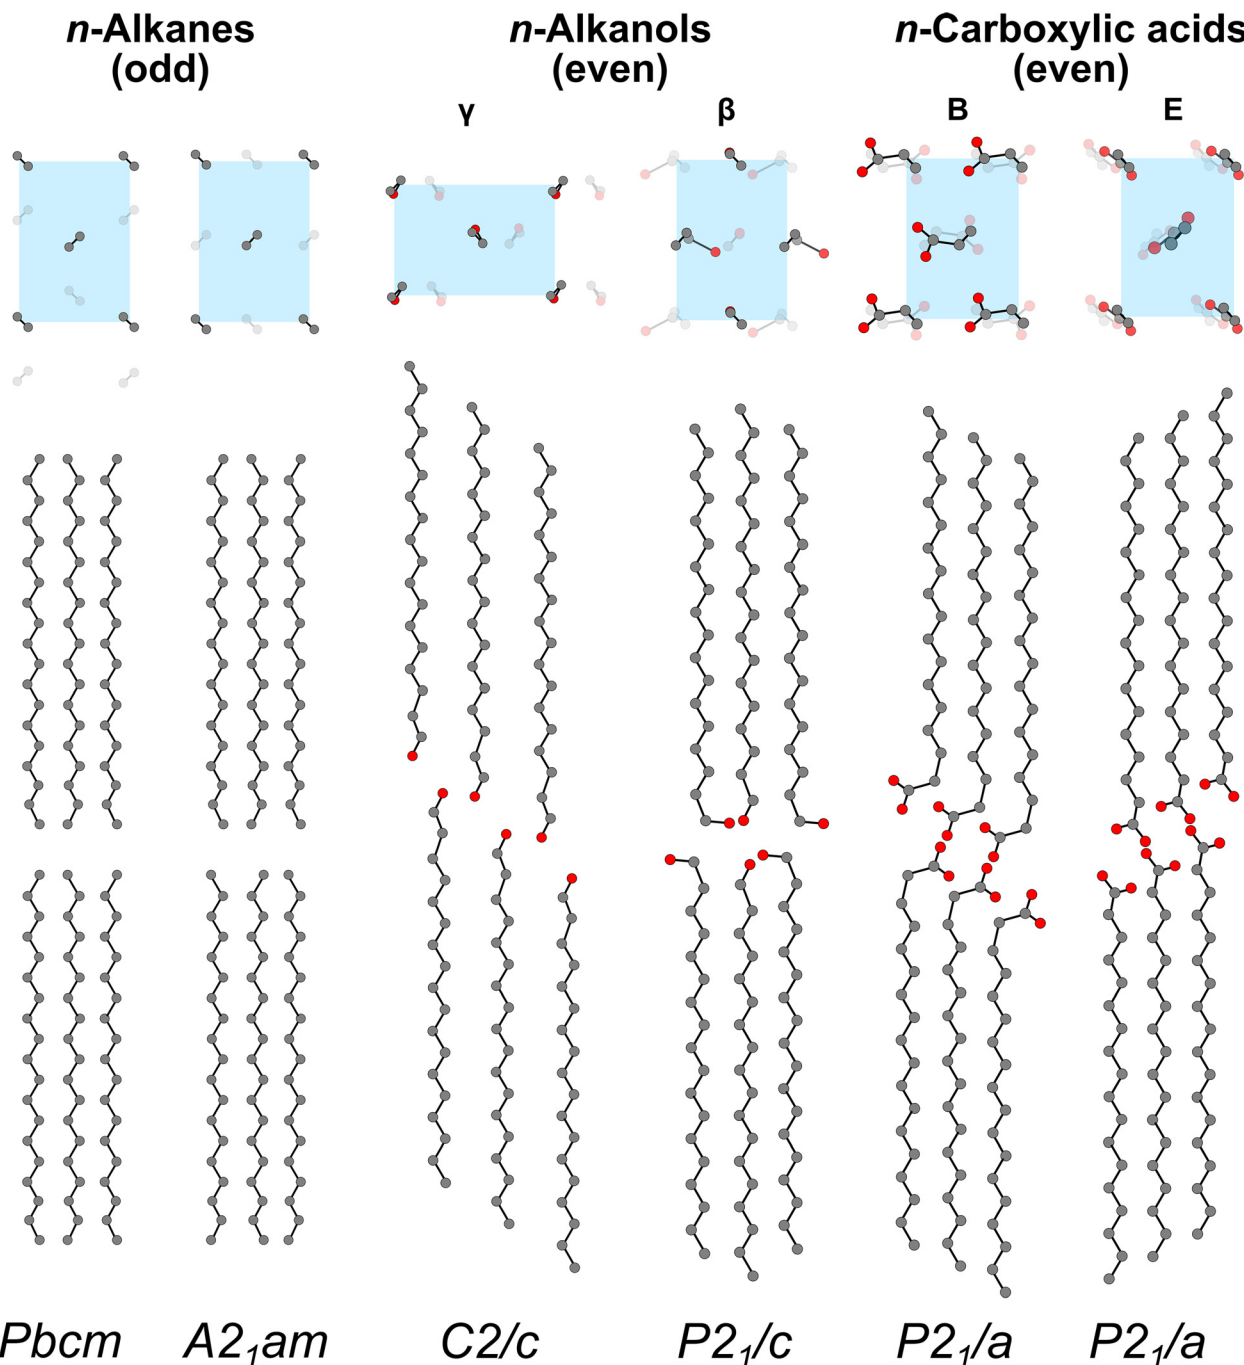 n-Alkanes
(odd)
n-Alkanols
(even)
n-Carboxylic acids
(even)
γ
β
B
E
Pbcm
A2₁am
C2/c
P2₁/c
P2₁/a
P2₁/a